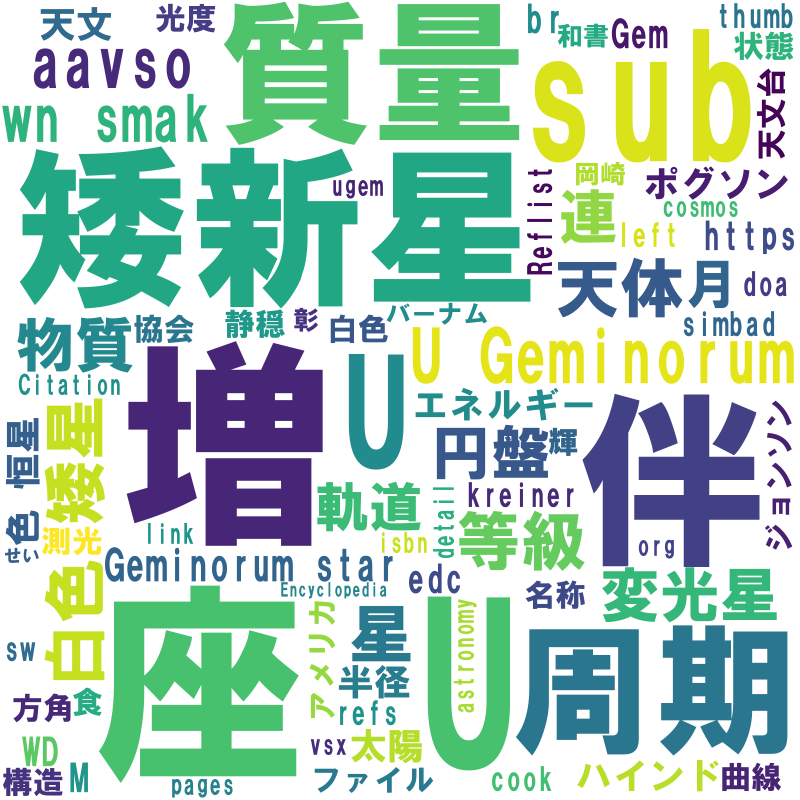 天文
光度
質量
br
和書
Gem
thumb
状態
aavso
wn smak
sub
天文台
矮新星
ugem
Reflist
岡崎
ポグソン
連
cosmos
left
https
天体
月
doa
simbad
物質
協会
静穏
彰
白色
バーナム
Citation
U
U Geminorum
エネルギー
増
伴
恒星
矮星
円盤
輝
ジョンソン
色
せい
測光
link
軌道
kreiner
detail
isbn
等級
org
Geminorum star
Encyclopedia
edc
名称
変光星
白色
座
アメリカ
星
U
astronomy
周期
sw
半径
方角
食
refs
WD
vsx
太陽
構造
M
pages
ファイル
cook
ハインド
曲線